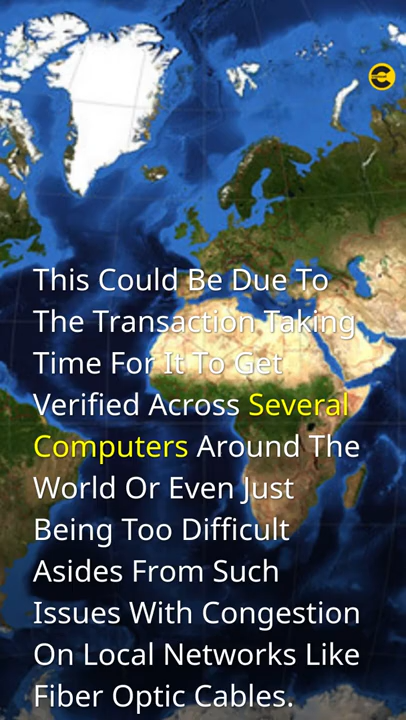 This Could Be Due To
The Transaction Taking
Time For It To Get
Verified Across Several
Computers Around The
World Or Even Just
Being Too Difficult
Asides From Such
Issues With Congestion
On Local Networks Like
Fiber Optic Cables.